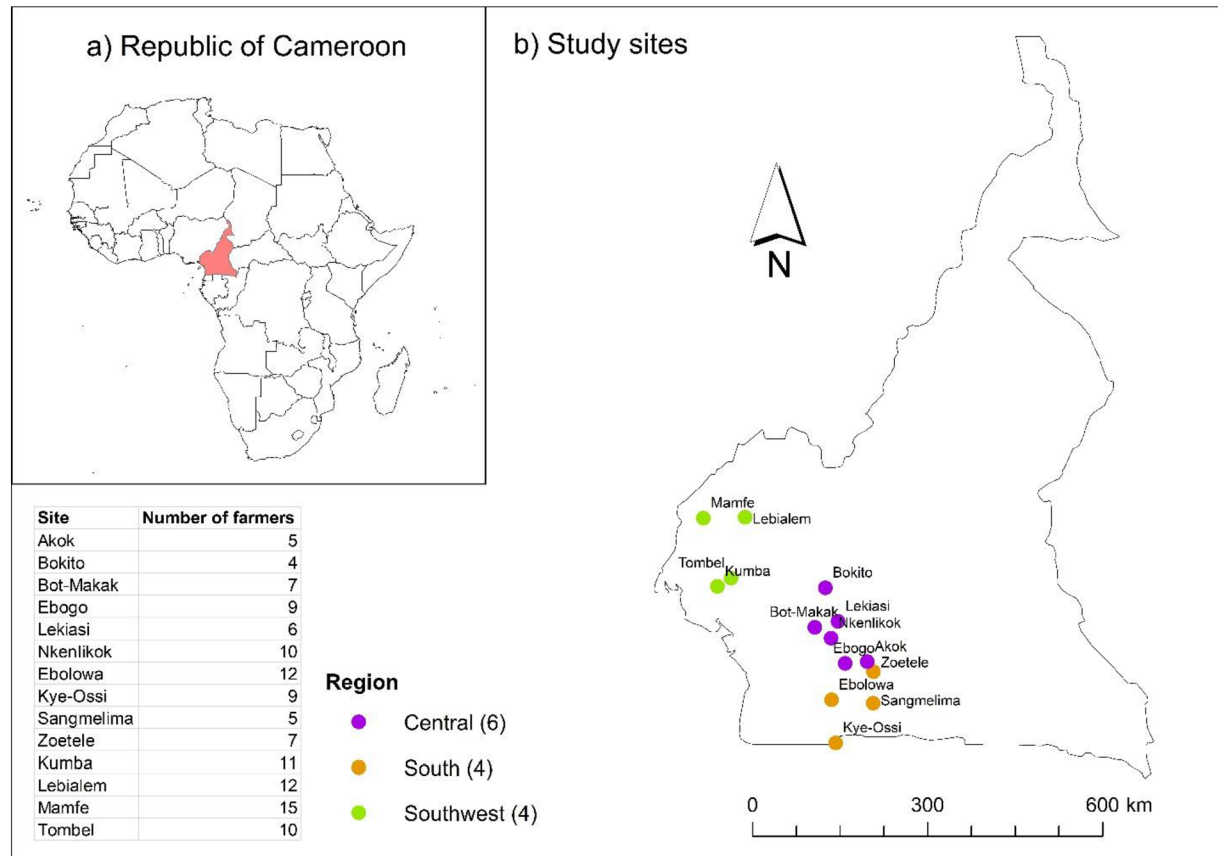 a) Republic of Cameroon
b) Study sites
N
Mamfe
Lebialem
Tombel
Kumba
Bokito
Lekiasi
Bot-Makak
Nkenlikok
Ebogo
Akok
Zoetele
Ebolowa
Sangmelima
Kye-Ossi
0 300 600 km
Site Number of farmers
Akok 5
Bokito 4
Bot-Makak 7
Ebogo 9
Lekiasi 6
Nkenlikok 10
Ebolowa 12
Kye-Ossi 9
Sangmelima 5
Zoetele 7
Kumba 11
Lebialem 12
Mamfe 15
Tombel 10
Region
Central (6)
South (4)
Southwest (4)